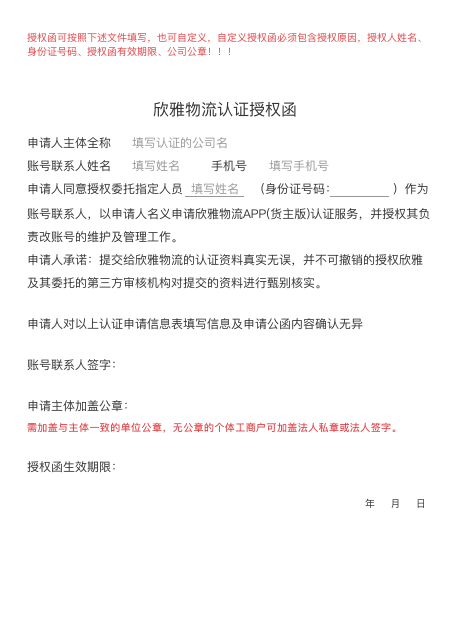 授权函可按照下述文件填写，也可自定义，自定义授权函必须包含授权原因，授权人姓名、
身份证号码、授权函有效期限、公司公章！！！
欣雅物流认证授权函
申请人主体全称 填写认证的公司名
账号联系人姓名 填写姓名 手机号 填写手机号
申请人同意授权委托指定人员 填写姓名 （身份证号码：______ ）作为
账号联系人，以申请人名义申请欣雅物流APP(货主版)认证服务，并授权其负
责改账号的维护及管理工作。
申请人承诺：提交给欣雅物流的认证资料真实无误，并不可撤销的授权欣雅
及其委托的第三方审核机构对提交的资料进行甄别核实。
申请人对以上认证申请信息表填写信息及申请公函内容确认无异
账号联系人签字：
申请主体加盖公章：
需加盖与主体一致的单位公章，无公章的个体工商户可加盖法人私章或法人签字。
授权函生效期限：
年 月 日